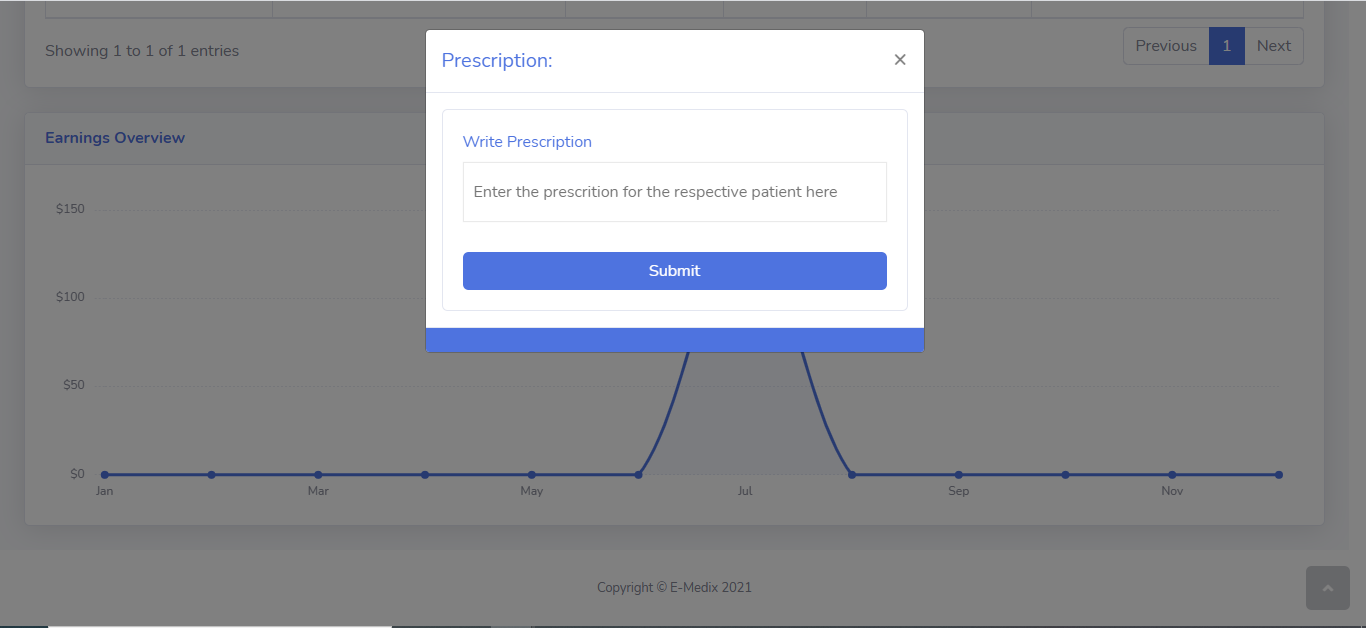 Showing 1 to 1 of 1 entries
Previous 1 Next
Prescription: ×
Write Prescription
Enter the prescrition for the respective patient here
Submit
Earnings Overview
$150
$100
$50
$0
Jan Mar May Jul Sep Nov
Copyright © E-Medix 2021